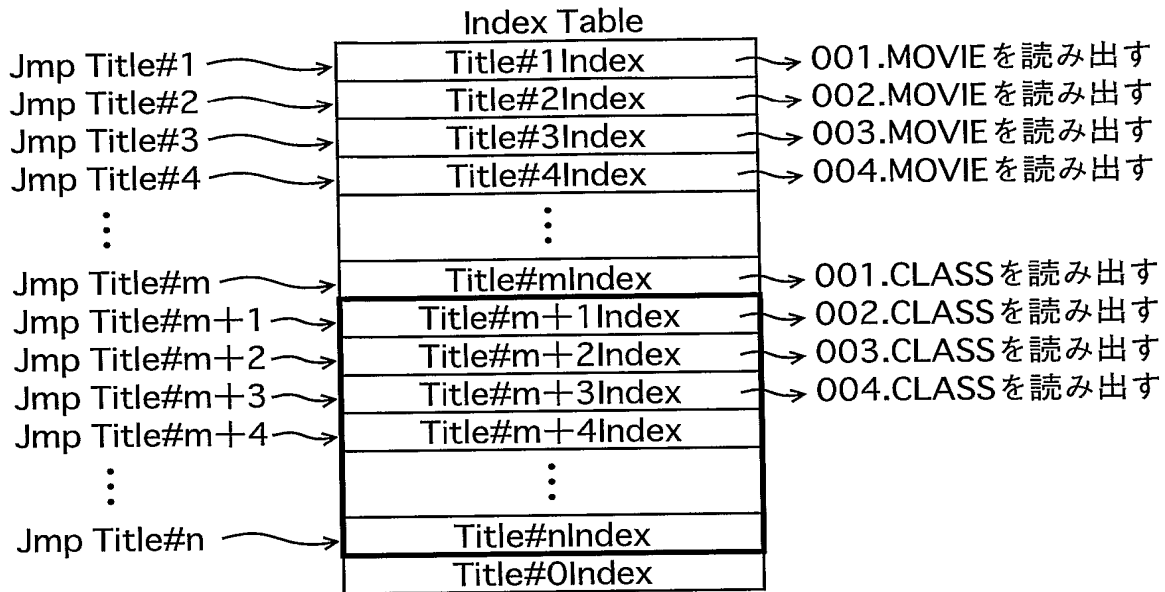 Index Table
Jmp Title#1 Title#1Index 001.MOVIEを読み出す
Jmp Title#2 Title#2Index 002.MOVIEを読み出す
Jmp Title#3 Title#3Index 003.MOVIEを読み出す
Jmp Title#4 Title#4Index 004.MOVIEを読み出す
Jmp Title#m Title#mIndex 001.CLASSを読み出す
Jmp Title#m+1 Title#m+1Index 002.CLASSを読み出す
Jmp Title#m+2 Title#m+2Index 003.CLASSを読み出す
Jmp Title#m+3 Title#m+3Index 004.CLASSを読み出す
Jmp Title#m+4 Title#m+4Index
Jmp Title#n Title#nIndex
Title#0Index